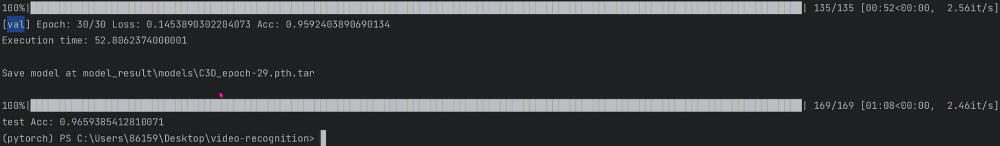 100%| | 135/135 [00:52<00:00, 2.56it/s]
[val] Epoch: 30/30 Loss: 0.1453890302204073 Acc: 0.9592403890690134
Execution time: 52.8062374000001
Save model at model_result\models\C3D_epoch-29.pth.tar
100%| | 169/169 [01:08<00:00, 2.46it/s]
test Acc: 0.9659385412810071
(pytorch) PS C:\Users\86159\Desktop\video-recognition>